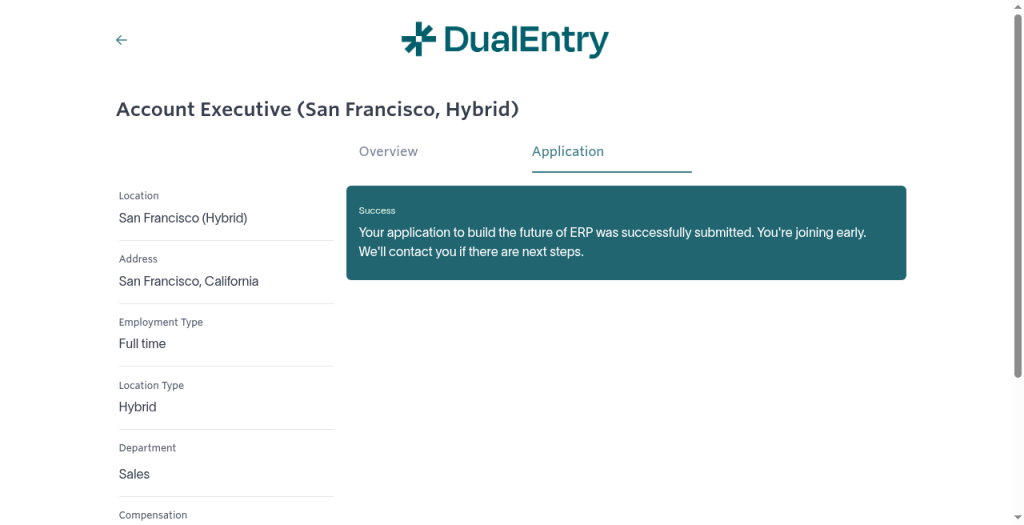 DualEntry
Account Executive (San Francisco, Hybrid)
Overview
Application
Location
San Francisco (Hybrid)
Address
San Francisco, California
Employment Type
Full time
Location Type
Hybrid
Department
Sales
Compensation
Success
Your application to build the future of ERP was successfully submitted. You're joining early.
We'll contact you if there are next steps.